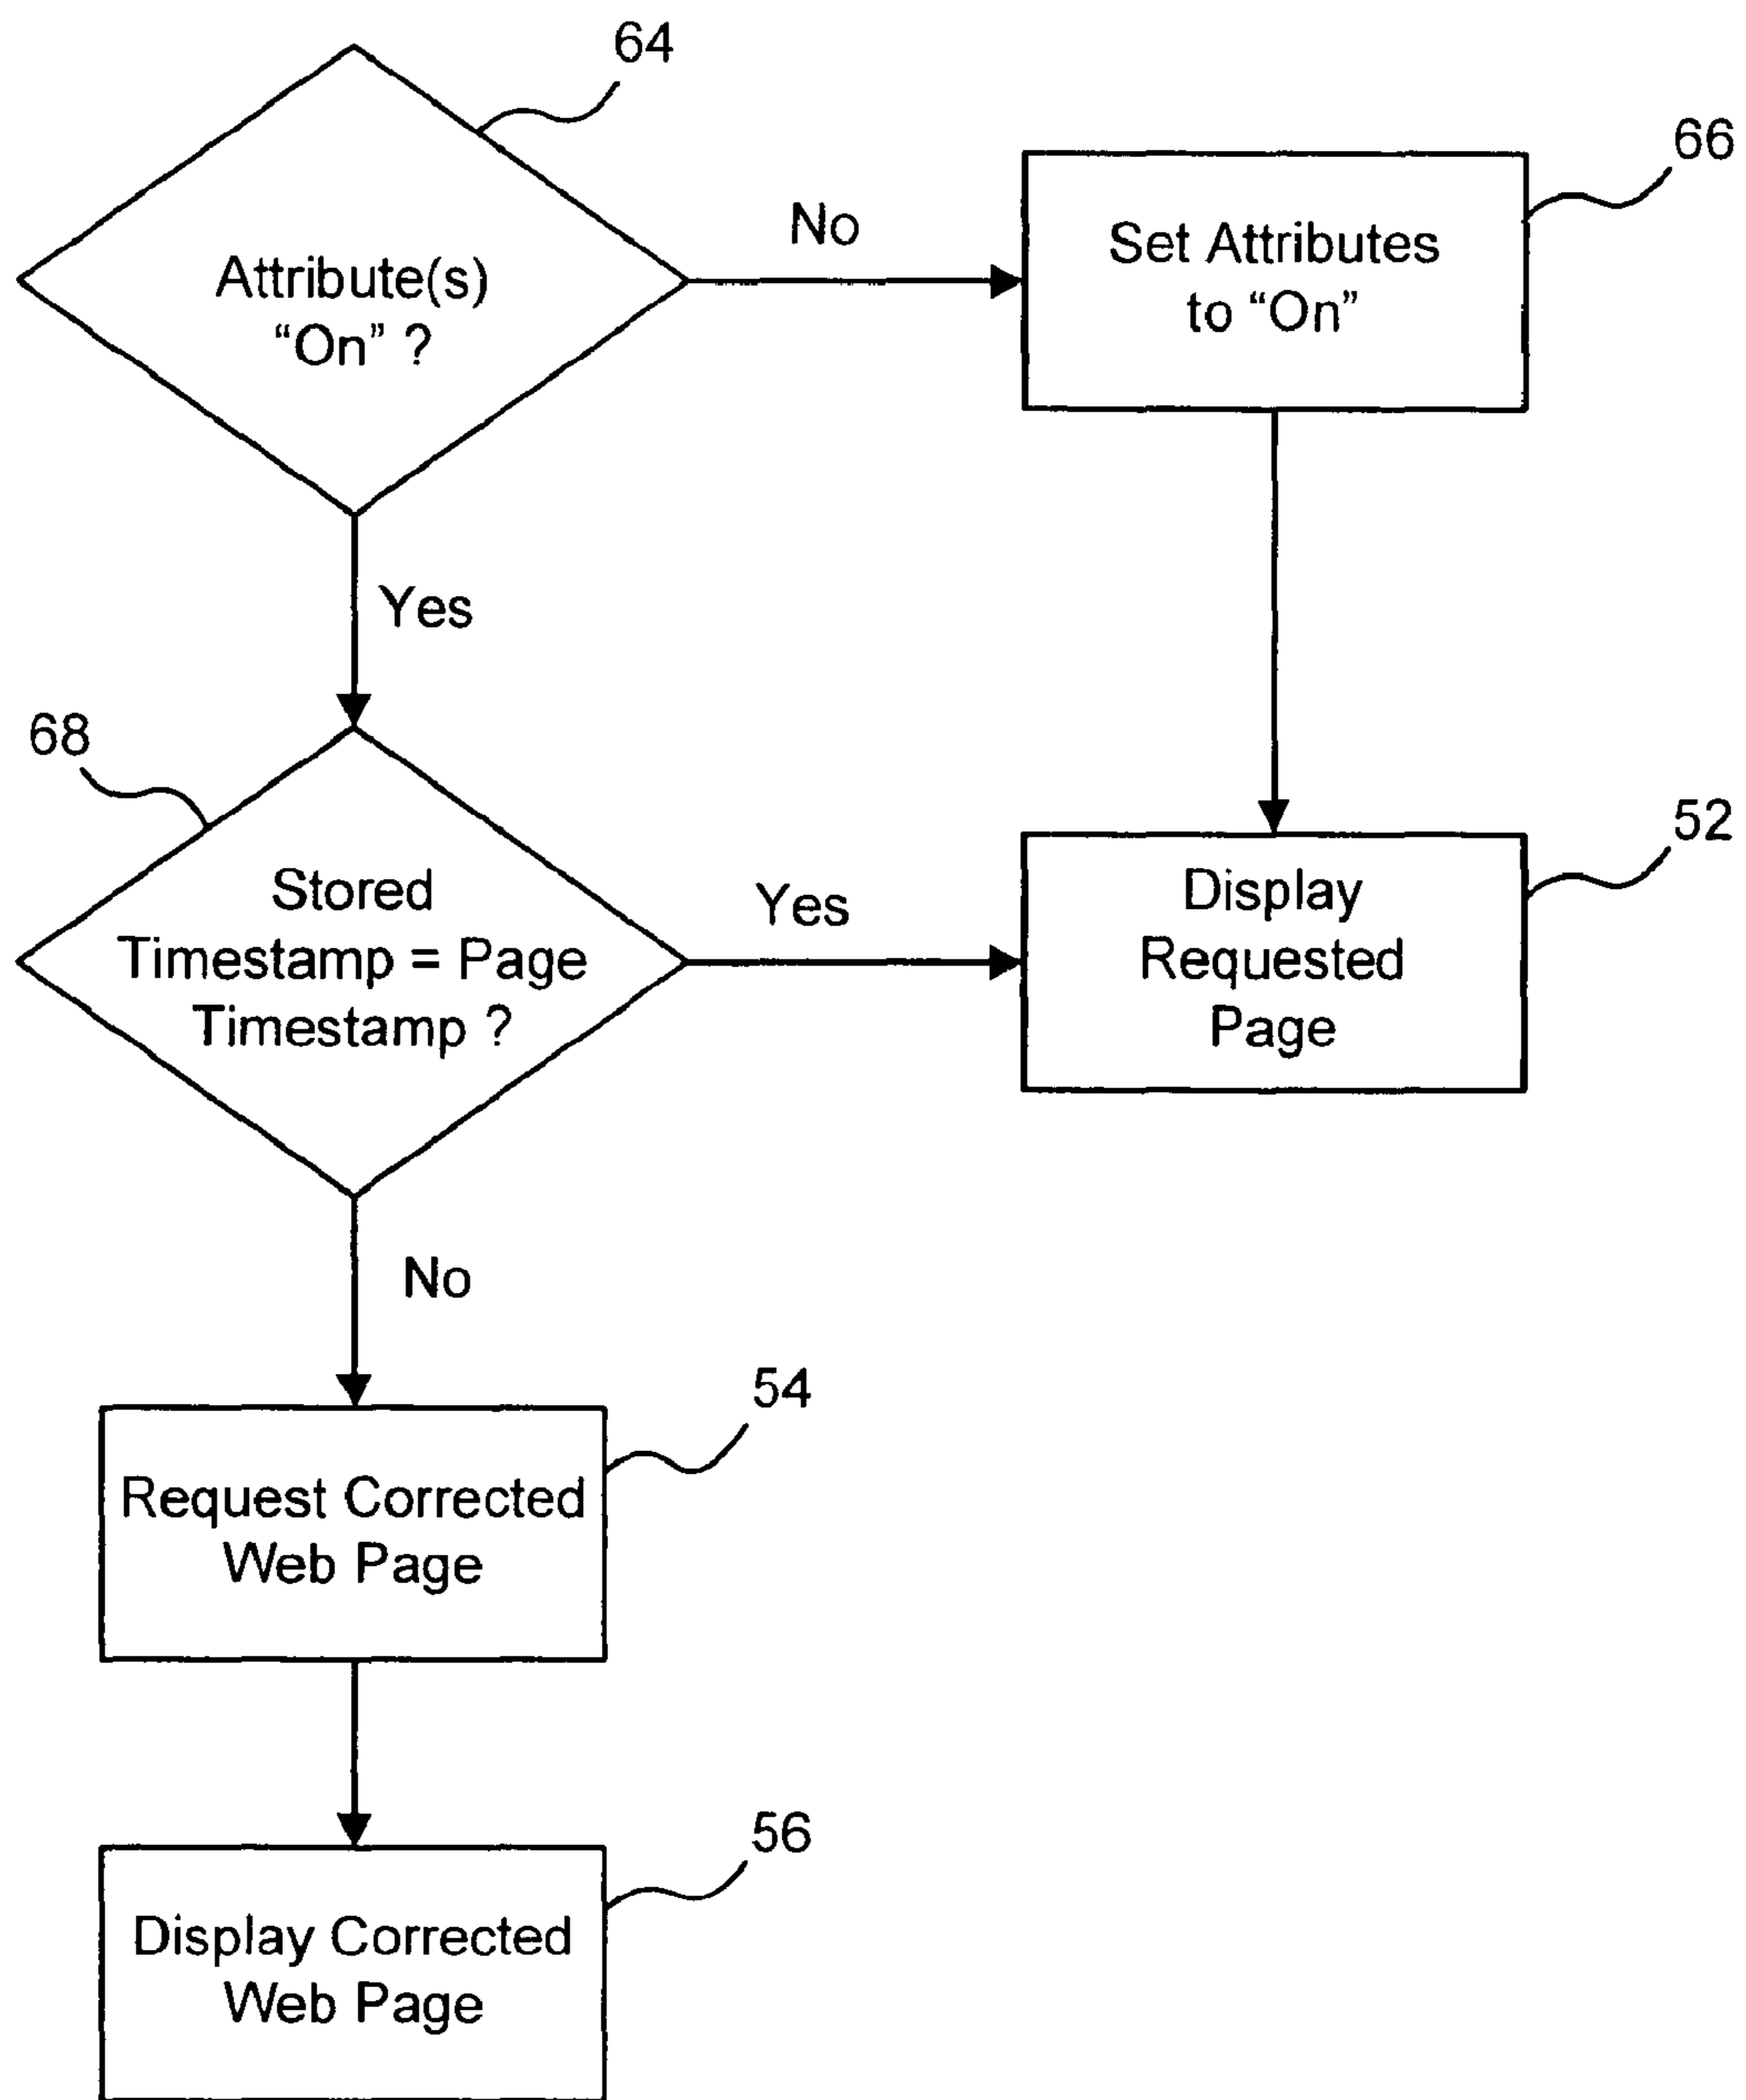 64
Attribute(s)
“On” ?
No
66
Set Attributes
to “On”
Yes
68
Stored
Timestamp = Page
Timestamp ?
Yes
52
Display
Requested
Page
No
54
Request Corrected
Web Page
56
Display Corrected
Web Page